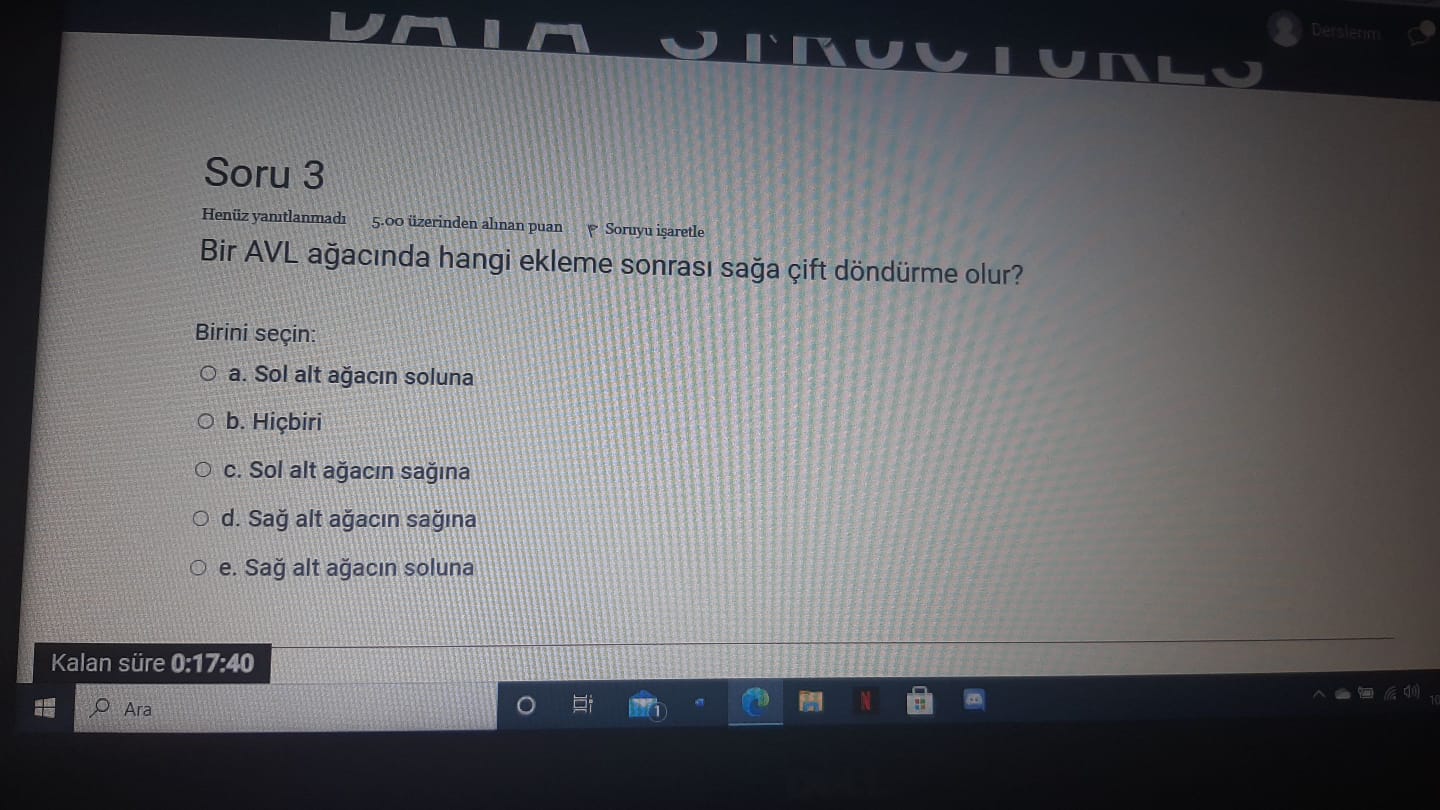 DATA STRUCTURES
Derslerim
Soru 3
Henüz yanıtlanmadı 5.00 üzerinden alınan puan Soruyu işaretle
Bir AVL ağacında hangi ekleme sonrası sağa çift döndürme olur?
Birini seçin:
a. Sol alt ağacın soluna
b. Hiçbiri
c. Sol alt ağacın sağına
d. Sağ alt ağacın sağına
e. Sağ alt ağacın soluna
Kalan süre 0:17:40
Ara
1
N
10